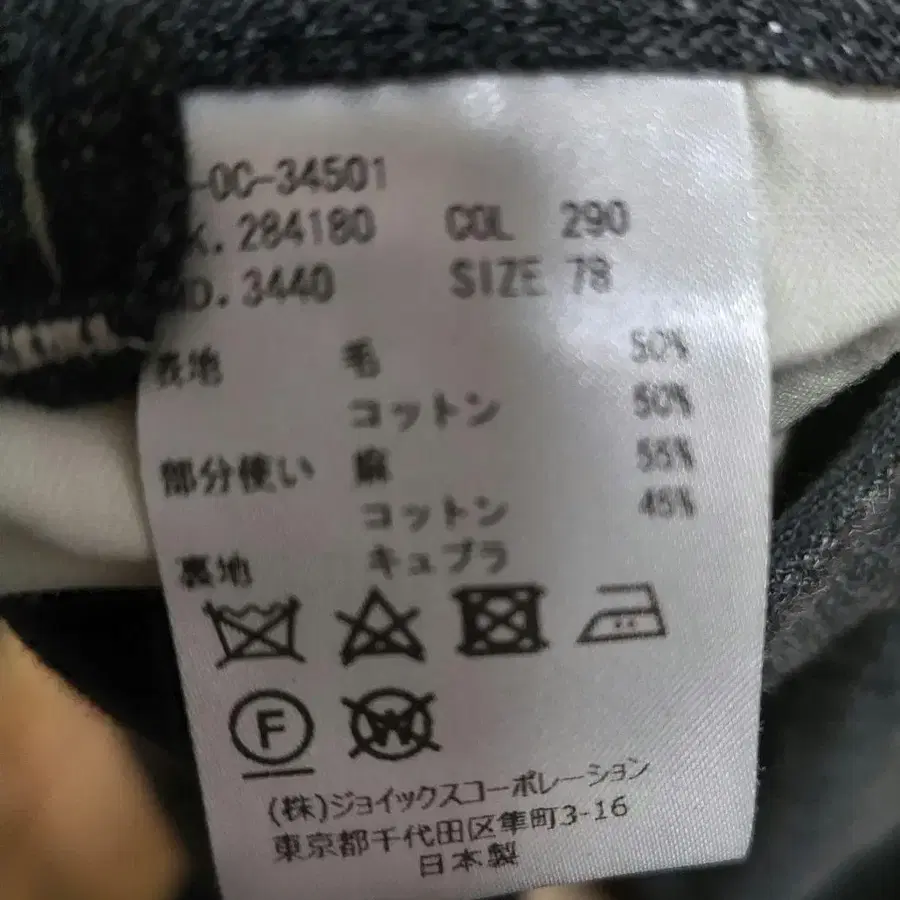 -0C-34501
K. 284180 COL 290
NO. 3440 SIZE 78
表地 毛 50%
コットン 50%
部分使い 麻 55%
コットン 45%
裏地 キュプラ
F W
(株)ジョイックスコーポレーション
東京都千代田区隼町3-16
日本製